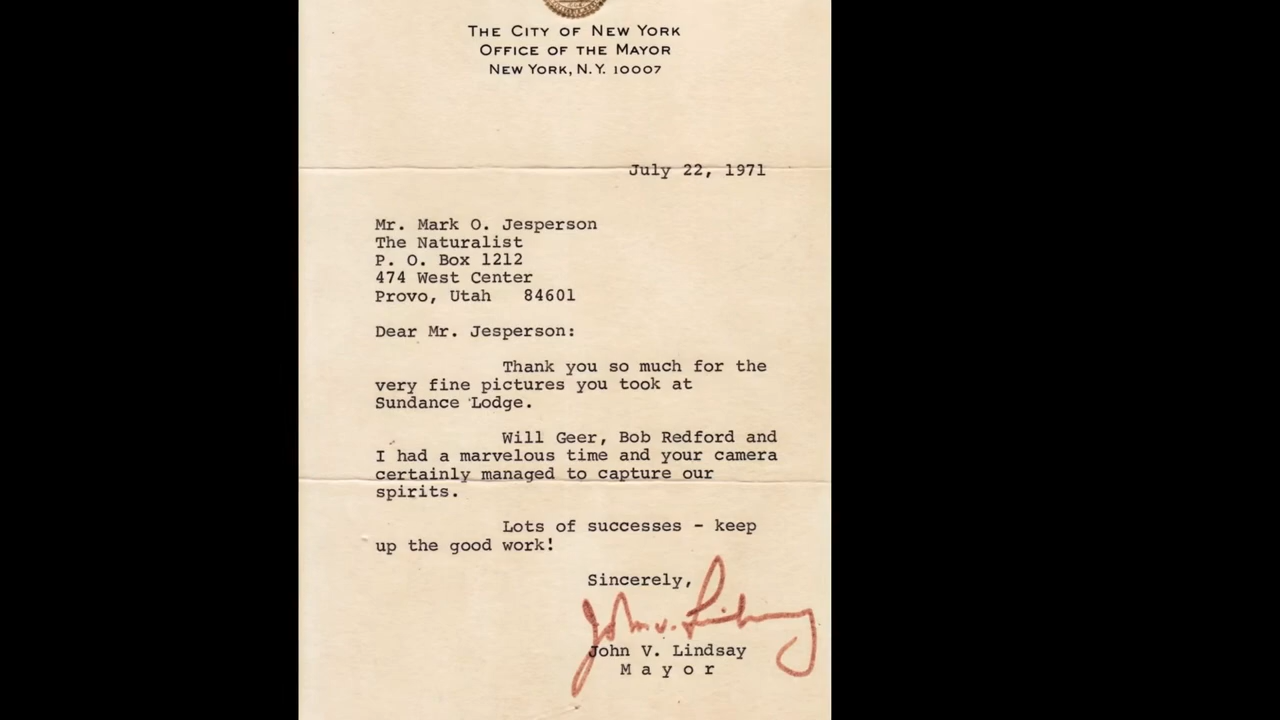 THE CITY OF NEW YORK
OFFICE OF THE MAYOR
NEW YORK, N.Y. 10007
July 22, 1971
Mr. Mark O. Jesperson
The Naturalist
P. O. Box 1212
474 West Center
Provo, Utah 84601
Dear Mr. Jesperson:
Thank you so much for the
very fine pictures you took at
Sundance Lodge.
Will Geer, Bob Redford and
I had a marvelous time and your camera
certainly managed to capture our
spirits.
Lots of successes - keep
up the good work!
Sincerely,
John V. Lindsay
John V. Lindsay
Mayor